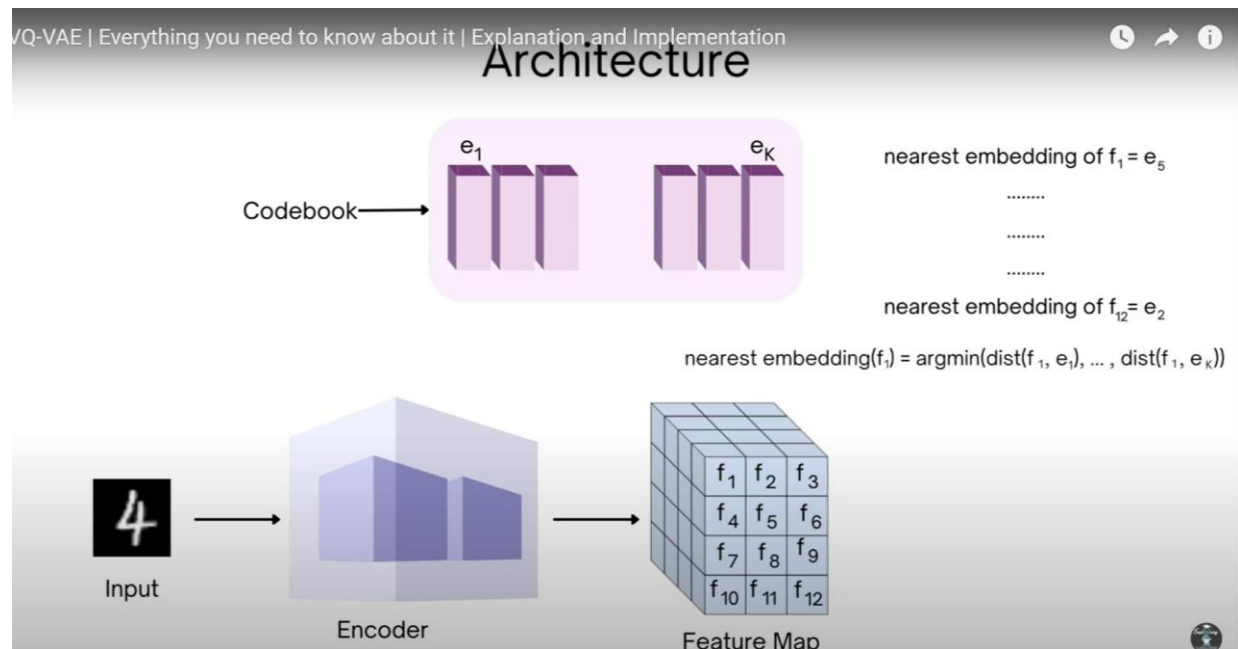 VQ-VAE | Everything you need to know about it | Explanation and Implementation
Architecture
e₁ e_K
Codebook
nearest embedding of f₁ = e₅
........
........
........
nearest embedding of f₁₂= e₂
nearest embedding(f₁) = argmin(dist(f₁, e₁), ... , dist(f₁, e_K))
4
f₁ f₂ f₃
f₄ f₅ f₆
f₇ f₈ f₉
f₁₀ f₁₁ f₁₂
Input
Encoder
Feature Map